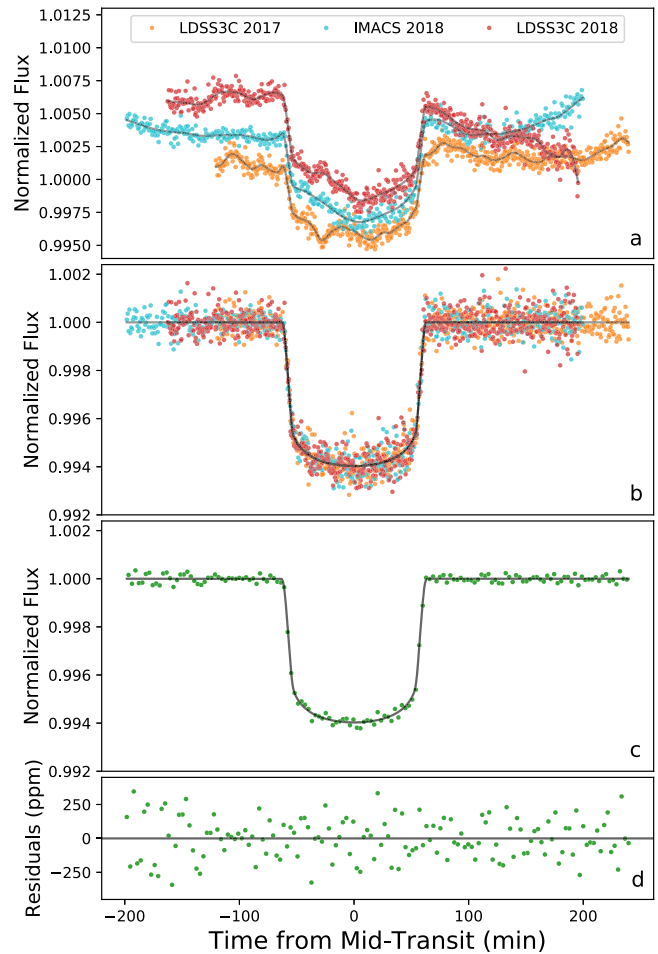 LDSS3C 2017 IMACS 2018 LDSS3C 2018
1.0125
1.0100
1.0075
1.0050
1.0025
1.0000
0.9975
0.9950
Normalized Flux
a
1.002
1.000
0.998
0.996
0.994
0.992
Normalized Flux
b
1.002
1.000
0.998
0.996
0.994
0.992
Normalized Flux
c
250
0
−250
Residuals (ppm)
d
−200 −100 0 100 200
Time from Mid-Transit (min)